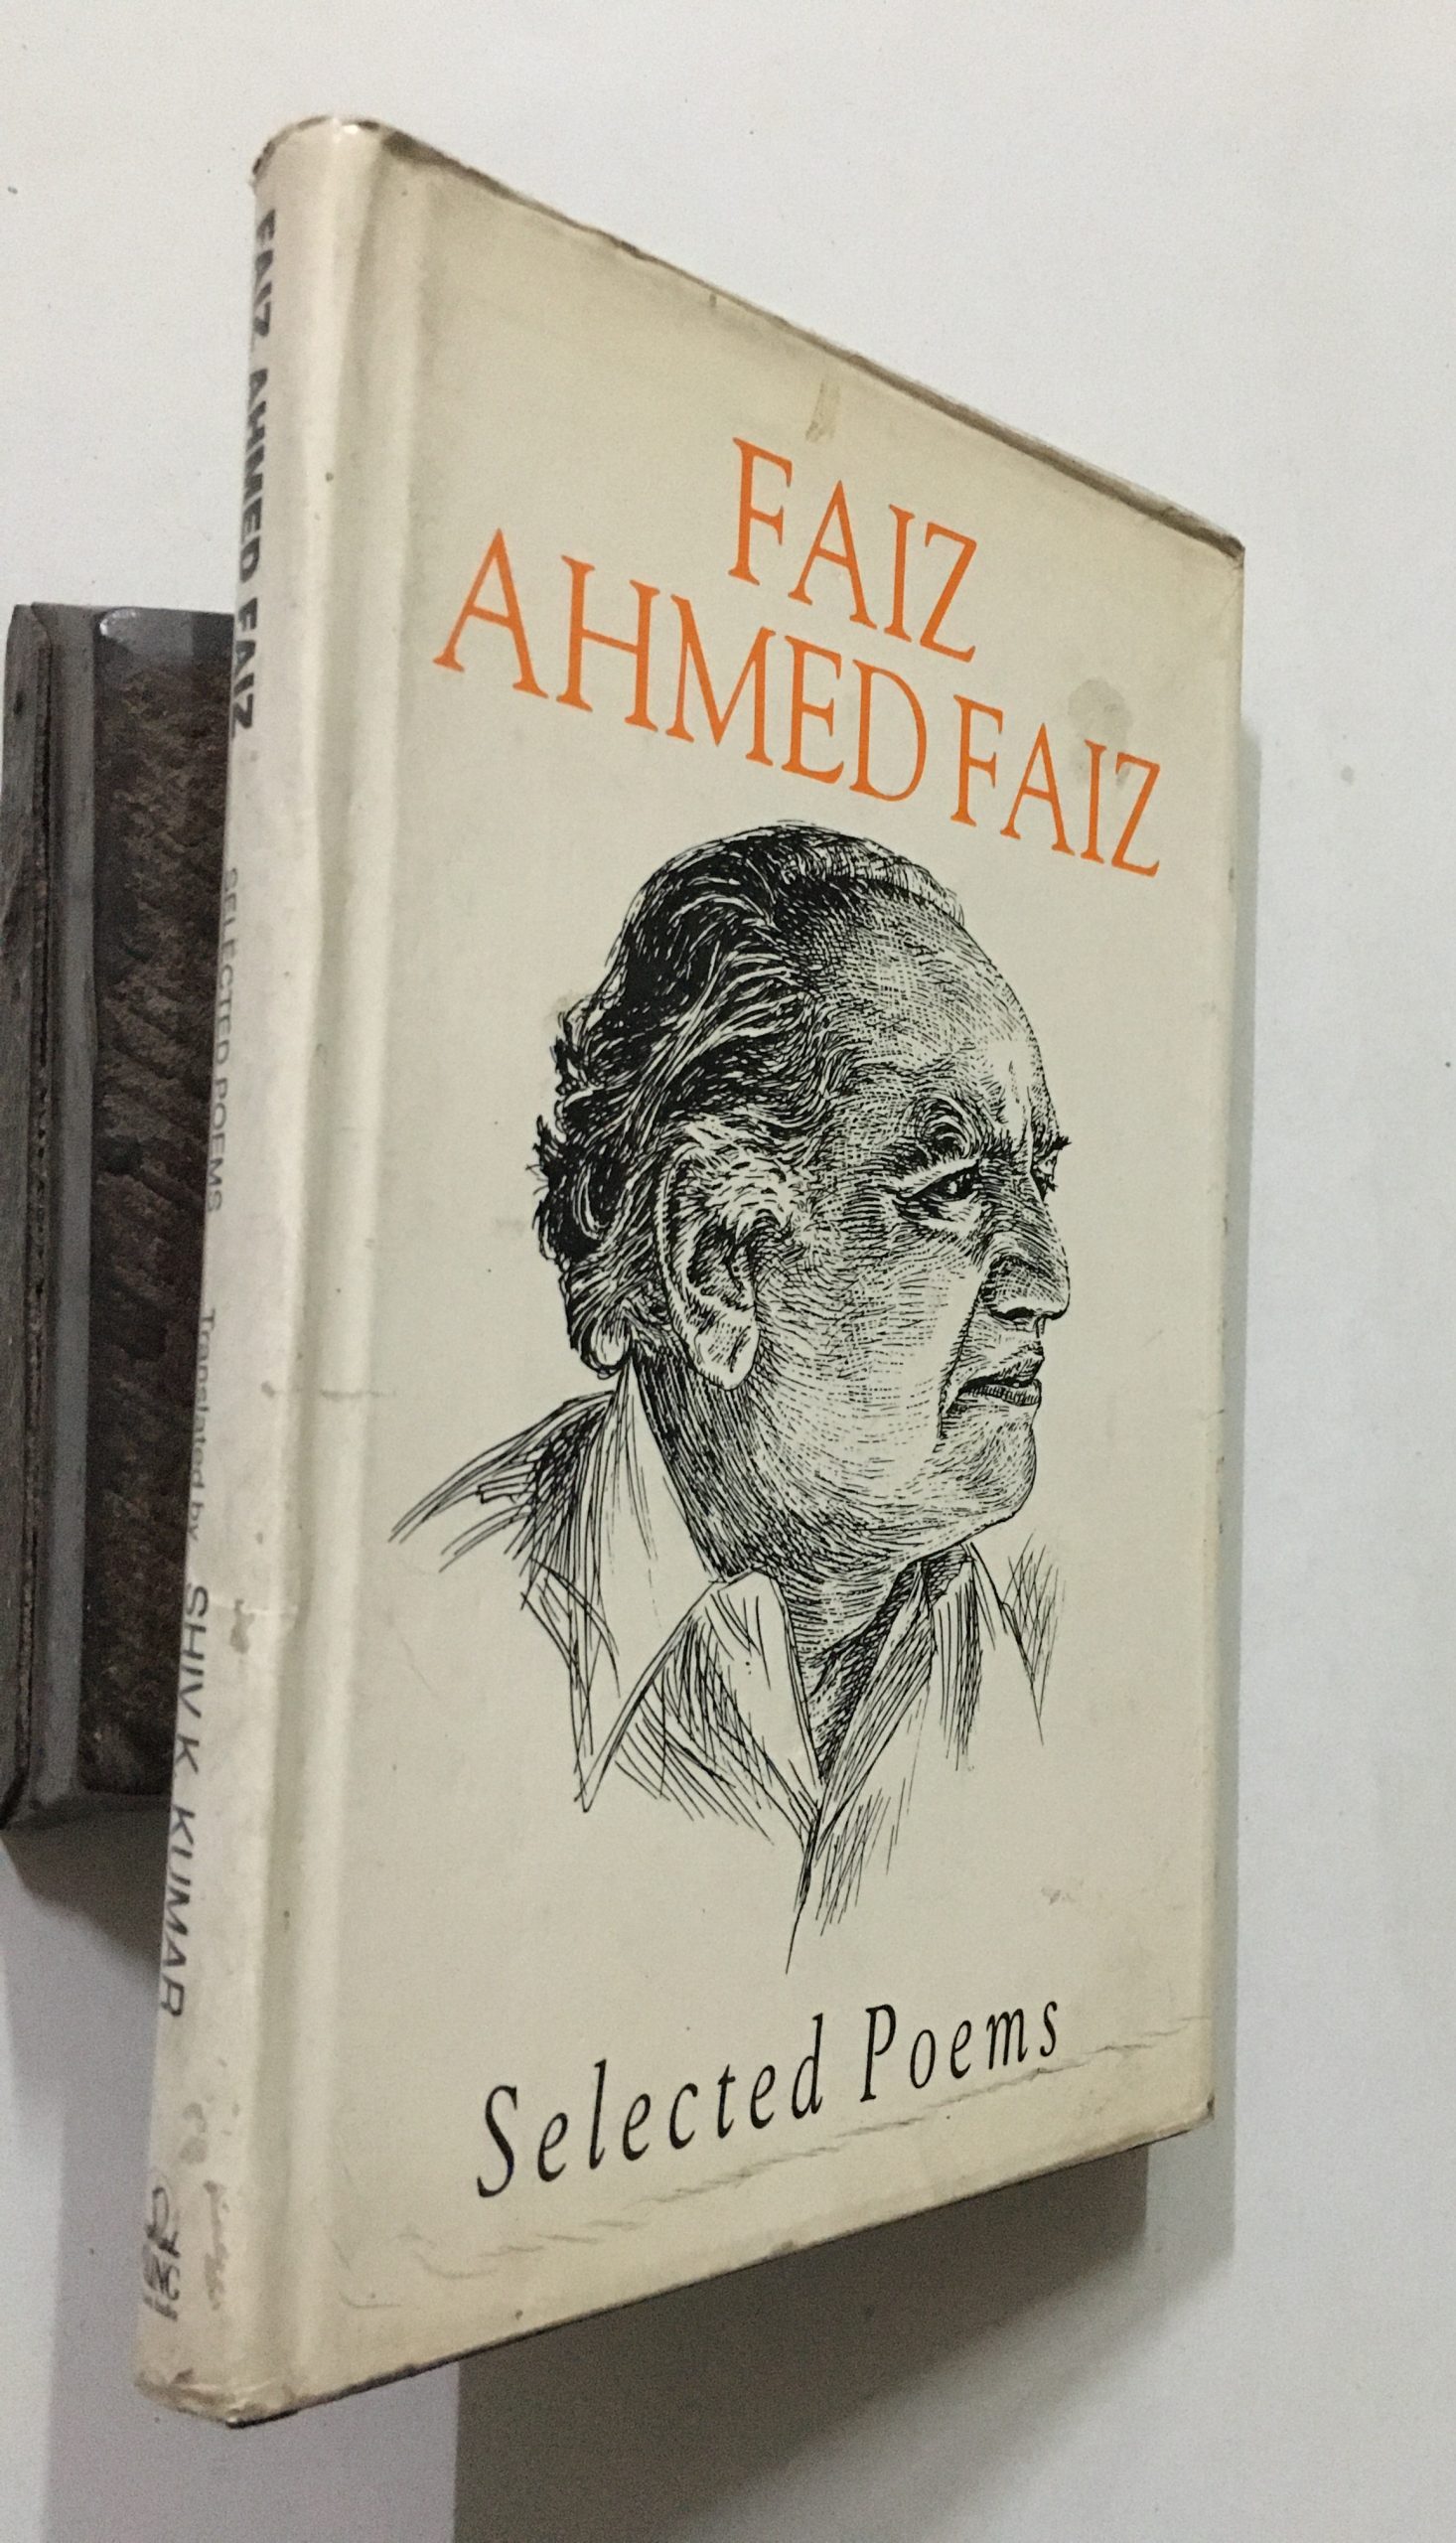 FAIZ
AHMED FAIZ
Selected Poems
FAIZ AHMED FAIZ SELECTED POEMS Translated by SHIV K KUMAR